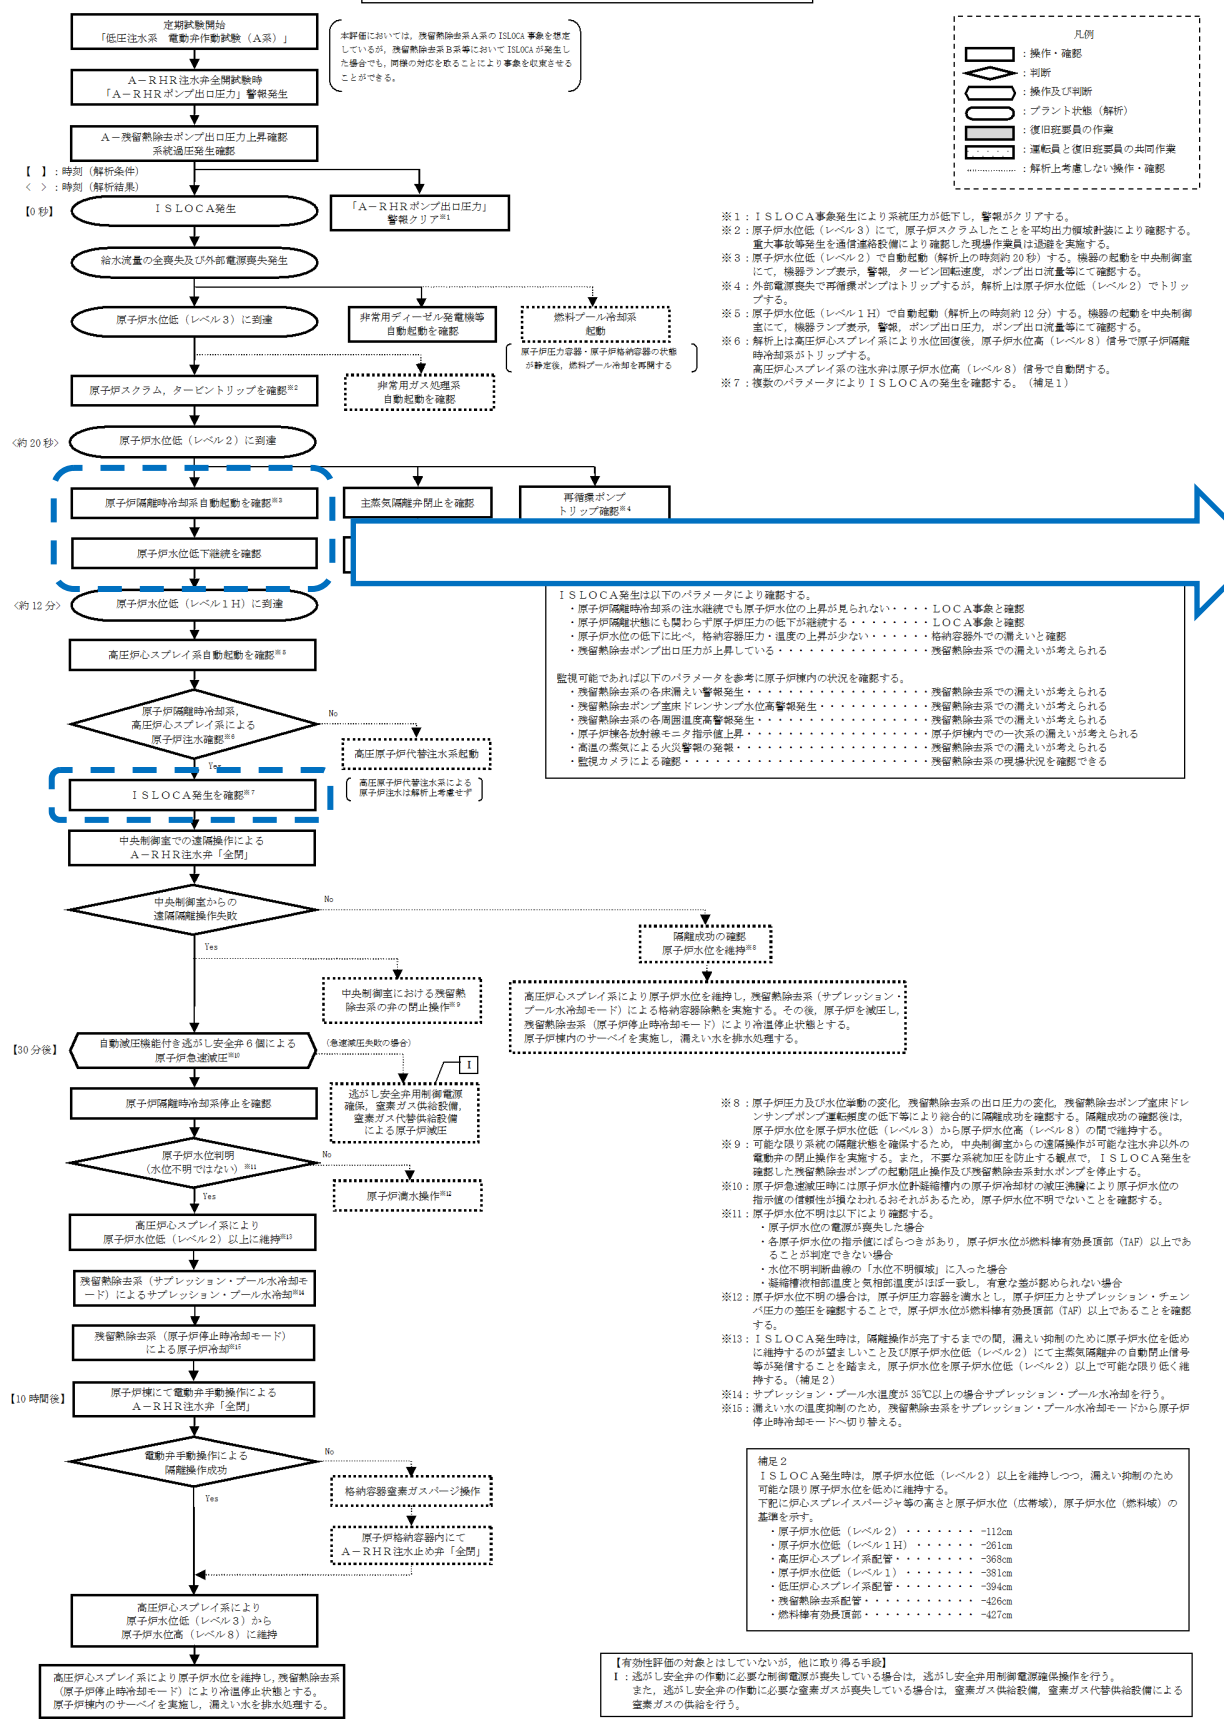 定期試験開始
「低圧注水系　電動弁作動試験（A系）」
本評価においては，残留熱除去系Ａ系の ISLOCA 事象を想定
しているが，残留熱除去系Ｂ系等において ISLOCA が発生し
た場合でも，同様の対応を取ることにより事象を収束させる
ことができる。
Ａ－ＲＨＲ注水弁全開試験時
「Ａ－ＲＨＲポンプ出口圧力」警報発生
Ａ－残留熱除去ポンプ出口圧力上昇確認
系統過圧発生確認
凡例
：操作・確認
：判断
：操作及び判断
：プラント状態（解析）
：復旧班要員の作業
：運転員と復旧班要員の共同作業
：解析上考慮しない操作・確認
【　】：時刻（解析条件）
＜　＞：時刻（解析結果）
【0 秒】
ＩＳＬＯＣＡ発生
「Ａ－ＲＨＲポンプ出口圧力」
警報クリア※1
給水流量の全喪失及び外部電源喪失発生
原子炉水位低（レベル３）に到達
非常用ディーゼル発電機等
自動起動を確認
燃料プール冷却系
起動
原子炉圧力容器・原子炉格納容器の状態
が静定後，燃料プール冷却を再開する
原子炉スクラム，タービントリップを確認※2
非常用ガス処理系
自動起動を確認
※１：ＩＳＬＯＣＡ事象発生により系統圧力が低下し，警報がクリアする。
※２：原子炉水位低（レベル３）にて，原子炉スクラムしたことを平均出力領域計装により確認する。
重大事故等発生を通信連絡設備により確認した現場作業員は退避を実施する。
※３：原子炉水位低（レベル２）で自動起動（解析上の時刻約 20 秒）する。機器の起動を中央制御室
にて，機器ランプ表示，警報，タービン回転速度，ポンプ出口流量等にて確認する。
※４：外部電源喪失で再循環ポンプはトリップするが，解析上は原子炉水位低（レベル２）でトリッ
プする。
※５：原子炉水位低（レベル１Ｈ）で自動起動（解析上の時刻約 12 分）する。機器の起動を中央制御
室にて，機器ランプ表示，警報，ポンプ出口圧力，ポンプ出口流量等にて確認する。
※６：解析上は高圧炉心スプレイ系により水位回復後，原子炉水位高（レベル８）信号で原子炉隔離
時冷却系がトリップする。
高圧炉心スプレイ系の注水弁は原子炉水位高（レベル８）信号で自動閉する。
※７：複数のパラメータによりＩＳＬＯＣＡの発生を確認する。（補足１）
<約 20 秒>
原子炉水位低（レベル２）に到達
原子炉隔離時冷却系自動起動を確認※3
主蒸気隔離弁閉止を確認
再循環ポンプ
トリップ確認※4
原子炉水位低下継続を確認
<約 12 分>
原子炉水位低（レベル１Ｈ）に到達
高圧炉心スプレイ系自動起動を確認※5
ＩＳＬＯＣＡ発生は以下のパラメータにより確認する。
・原子炉隔離時冷却系の注水継続でも原子炉水位の上昇が見られない・・・・ＬＯＣＡ事象と確認
・原子炉隔離状態にも関わらず原子炉圧力の低下が継続する・・・・・・・・ＬＯＣＡ事象と確認
・原子炉水位の低下に比べ，格納容器圧力・温度の上昇が少ない・・・・・・格納容器外での漏えいと確認
・残留熱除去ポンプ出口圧力が上昇している・・・・・・・・・・・・・・・残留熱除去系での漏えいが考えられる
監視可能であれば以下のパラメータを参考に原子炉棟内の状況を確認する。
・残留熱除去系の各床漏えい警報発生・・・・・・・・・・・・・・・・・・残留熱除去系での漏えいが考えられる
・残留熱除去ポンプ室床ドレンサンプ水位高警報発生・・・・・・・・・・・残留熱除去系での漏えいが考えられる
・残留熱除去系の各周囲温度高警報発生・・・・・・・・・・・・・・・・・残留熱除去系での漏えいが考えられる
・原子炉棟各放射線モニタ指示値上昇・・・・・・・・・・・・・・・・・・原子炉棟内での一次系の漏えいが考えられる
・高温の蒸気による火災警報の発報・・・・・・・・・・・・・・・・・・・残留熱除去系での漏えいが考えられる
・監視カメラによる確認・・・・・・・・・・・・・・・・・・・・・・・・残留熱除去系の現場状況を確認できる
原子炉隔離時冷却系，
高圧炉心スプレイ系による
原子炉注水確認※6
No
高圧原子炉代替注水系起動
Yes
高圧原子炉代替注水系による
原子炉注水は解析上考慮せず
ＩＳＬＯＣＡ発生を確認※7
中央制御室での遠隔操作による
Ａ－ＲＨＲ注水弁「全閉」
中央制御室からの
遠隔隔離操作失敗
No
Yes
隔離成功の確認
原子炉水位を維持※8
中央制御室における残留熱
除去系の弁の閉止操作※9
高圧炉心スプレイ系により原子炉水位を維持し，残留熱除去系（サプレッション・
プール水冷却モード）による格納容器除熱を実施する。その後，原子炉を減圧し，
残留熱除去系（原子炉停止時冷却モード）により冷温停止状態とする。
原子炉棟内のサーベイを実施し，漏えい水を排水処理する。
【30 分後】
自動減圧機能付き逃がし安全弁６個による
原子炉急速減圧※10
（急速減圧失敗の場合）
I
逃がし安全弁用制御電源
確保，窒素ガス供給設備，
窒素ガス代替供給設備
による原子炉減圧
原子炉隔離時冷却系停止を確認
原子炉水位判明
（水位不明ではない）※11
No
Yes
原子炉満水操作※12
高圧炉心スプレイ系により
原子炉水位低（レベル２）以上に維持※13
残留熱除去系（サプレッション・プール水冷却モ
ード）によるサプレッション・プール水冷却※14
残留熱除去系（原子炉停止時冷却モード）
による原子炉冷却※15
【10 時間後】
原子炉棟にて電動弁手動操作による
Ａ－ＲＨＲ注水弁「全閉」
※８：原子炉圧力及び水位挙動の変化，残留熱除去系の出口圧力の変化，残留熱除去ポンプ室床ドレ
ンサンプポンプ運転頻度の低下等により総合的に隔離成功を確認する。隔離成功の確認後は，
原子炉水位を原子炉水位低（レベル３）から原子炉水位高（レベル８）の間で維持する。
※９：可能な限り系統の隔離状態を確保するため，中央制御室からの遠隔操作が可能な注水弁以外の
電動弁の閉止操作を実施する。また，不要な系統加圧を防止する観点で，ＩＳＬＯＣＡ発生を
確認した残留熱除去ポンプの起動阻止操作及び残留熱除去系封水ポンプを停止する。
※10：原子炉急速減圧時には原子炉水位計凝縮槽内の原子炉冷却材の減圧沸騰により原子炉水位の
指示値の信頼性が損なわれるおそれがあるため，原子炉水位不明でないことを確認する。
※11：原子炉水位不明は以下により確認する。
・原子炉水位の電源が喪失した場合
・各原子炉水位の指示値にばらつきがあり，原子炉水位が燃料棒有効長頂部（TAF）以上であ
ることが判定できない場合
・水位不明判断曲線の「水位不明領域」に入った場合
・凝縮槽液相部温度と気相部温度がほぼ一致し，有意な差が認められない場合
※12：原子炉水位不明の場合は，原子炉圧力容器を満水とし，原子炉圧力とサプレッション・チェン
バ圧力の差圧を確認することで，原子炉水位が燃料棒有効長頂部（TAF）以上であることを確認
する。
※13：ＩＳＬＯＣＡ発生時は，隔離操作が完了するまでの間，漏えい抑制のために原子炉水位を低め
に維持するのが望ましいこと及び原子炉水位低（レベル２）にて主蒸気隔離弁の自動閉止信号
等が発信することを踏まえ，原子炉水位を原子炉水位低（レベル２）以上で可能な限り低く維
持する。（補足２）
※14：サプレッション・プール水温度が 35℃以上の場合サプレッション・プール水冷却を行う。
※15：漏えい水の温度抑制のため，残留熱除去系をサプレッション・プール水冷却モードから原子炉
停止時冷却モードへ切り替える。
電動弁手動操作による
隔離操作成功
No
Yes
格納容器窒素ガスパージ操作
原子炉格納容器内にて
Ａ－ＲＨＲ注水止め弁「全閉」
補足２
ＩＳＬＯＣＡ発生時は，原子炉水位低（レベル２）以上を維持しつつ，漏えい抑制のため
可能な限り原子炉水位を低めに維持する。
下記に炉心スプレイスパージャ等の高さと原子炉水位（広帯域），原子炉水位（燃料域）の
基準を示す。
・原子炉水位低（レベル２）・・・・・・・ -112cm
・原子炉水位低（レベル１Ｈ）・・・・・・ -261cm
・高圧炉心スプレイ系配管・・・・・・・・ -368cm
・原子炉水位低（レベル１）・・・・・・・ -381cm
・低圧炉心スプレイ系配管・・・・・・・・ -394cm
・残留熱除去系配管・・・・・・・・・・・ -426cm
・燃料棒有効長頂部・・・・・・・・・・・ -427cm
高圧炉心スプレイ系により
原子炉水位低（レベル３）から
原子炉水位高（レベル８）に維持
高圧炉心スプレイ系により原子炉水位を維持し，残留熱除去系
（原子炉停止時冷却モード）により冷温停止状態とする。
原子炉棟内のサーベイを実施し，漏えい水を排水処理する。
【有効性評価の対象とはしていないが，他に取り得る手段】
Ｉ：逃がし安全弁の作動に必要な制御電源が喪失している場合は，逃がし安全弁用制御電源確保操作を行う。
また，逃がし安全弁の作動に必要な窒素ガスが喪失している場合は，窒素ガス供給設備，窒素ガス代替供給設備による
窒素ガスの供給を行う。